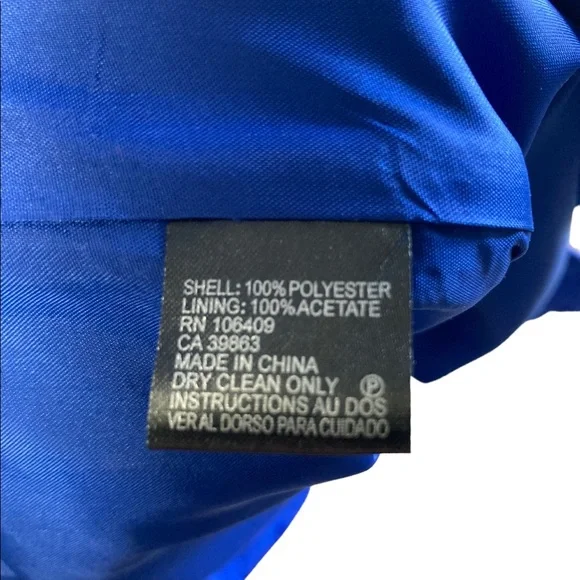 SHELL: 100% POLYESTER
LINING: 100% ACETATE
RN 106409
CA 39863
MADE IN CHINA
DRY CLEAN ONLY Ⓟ
INSTRUCTIONS AU DOS
VER AL DORSO PARA CUIDADO